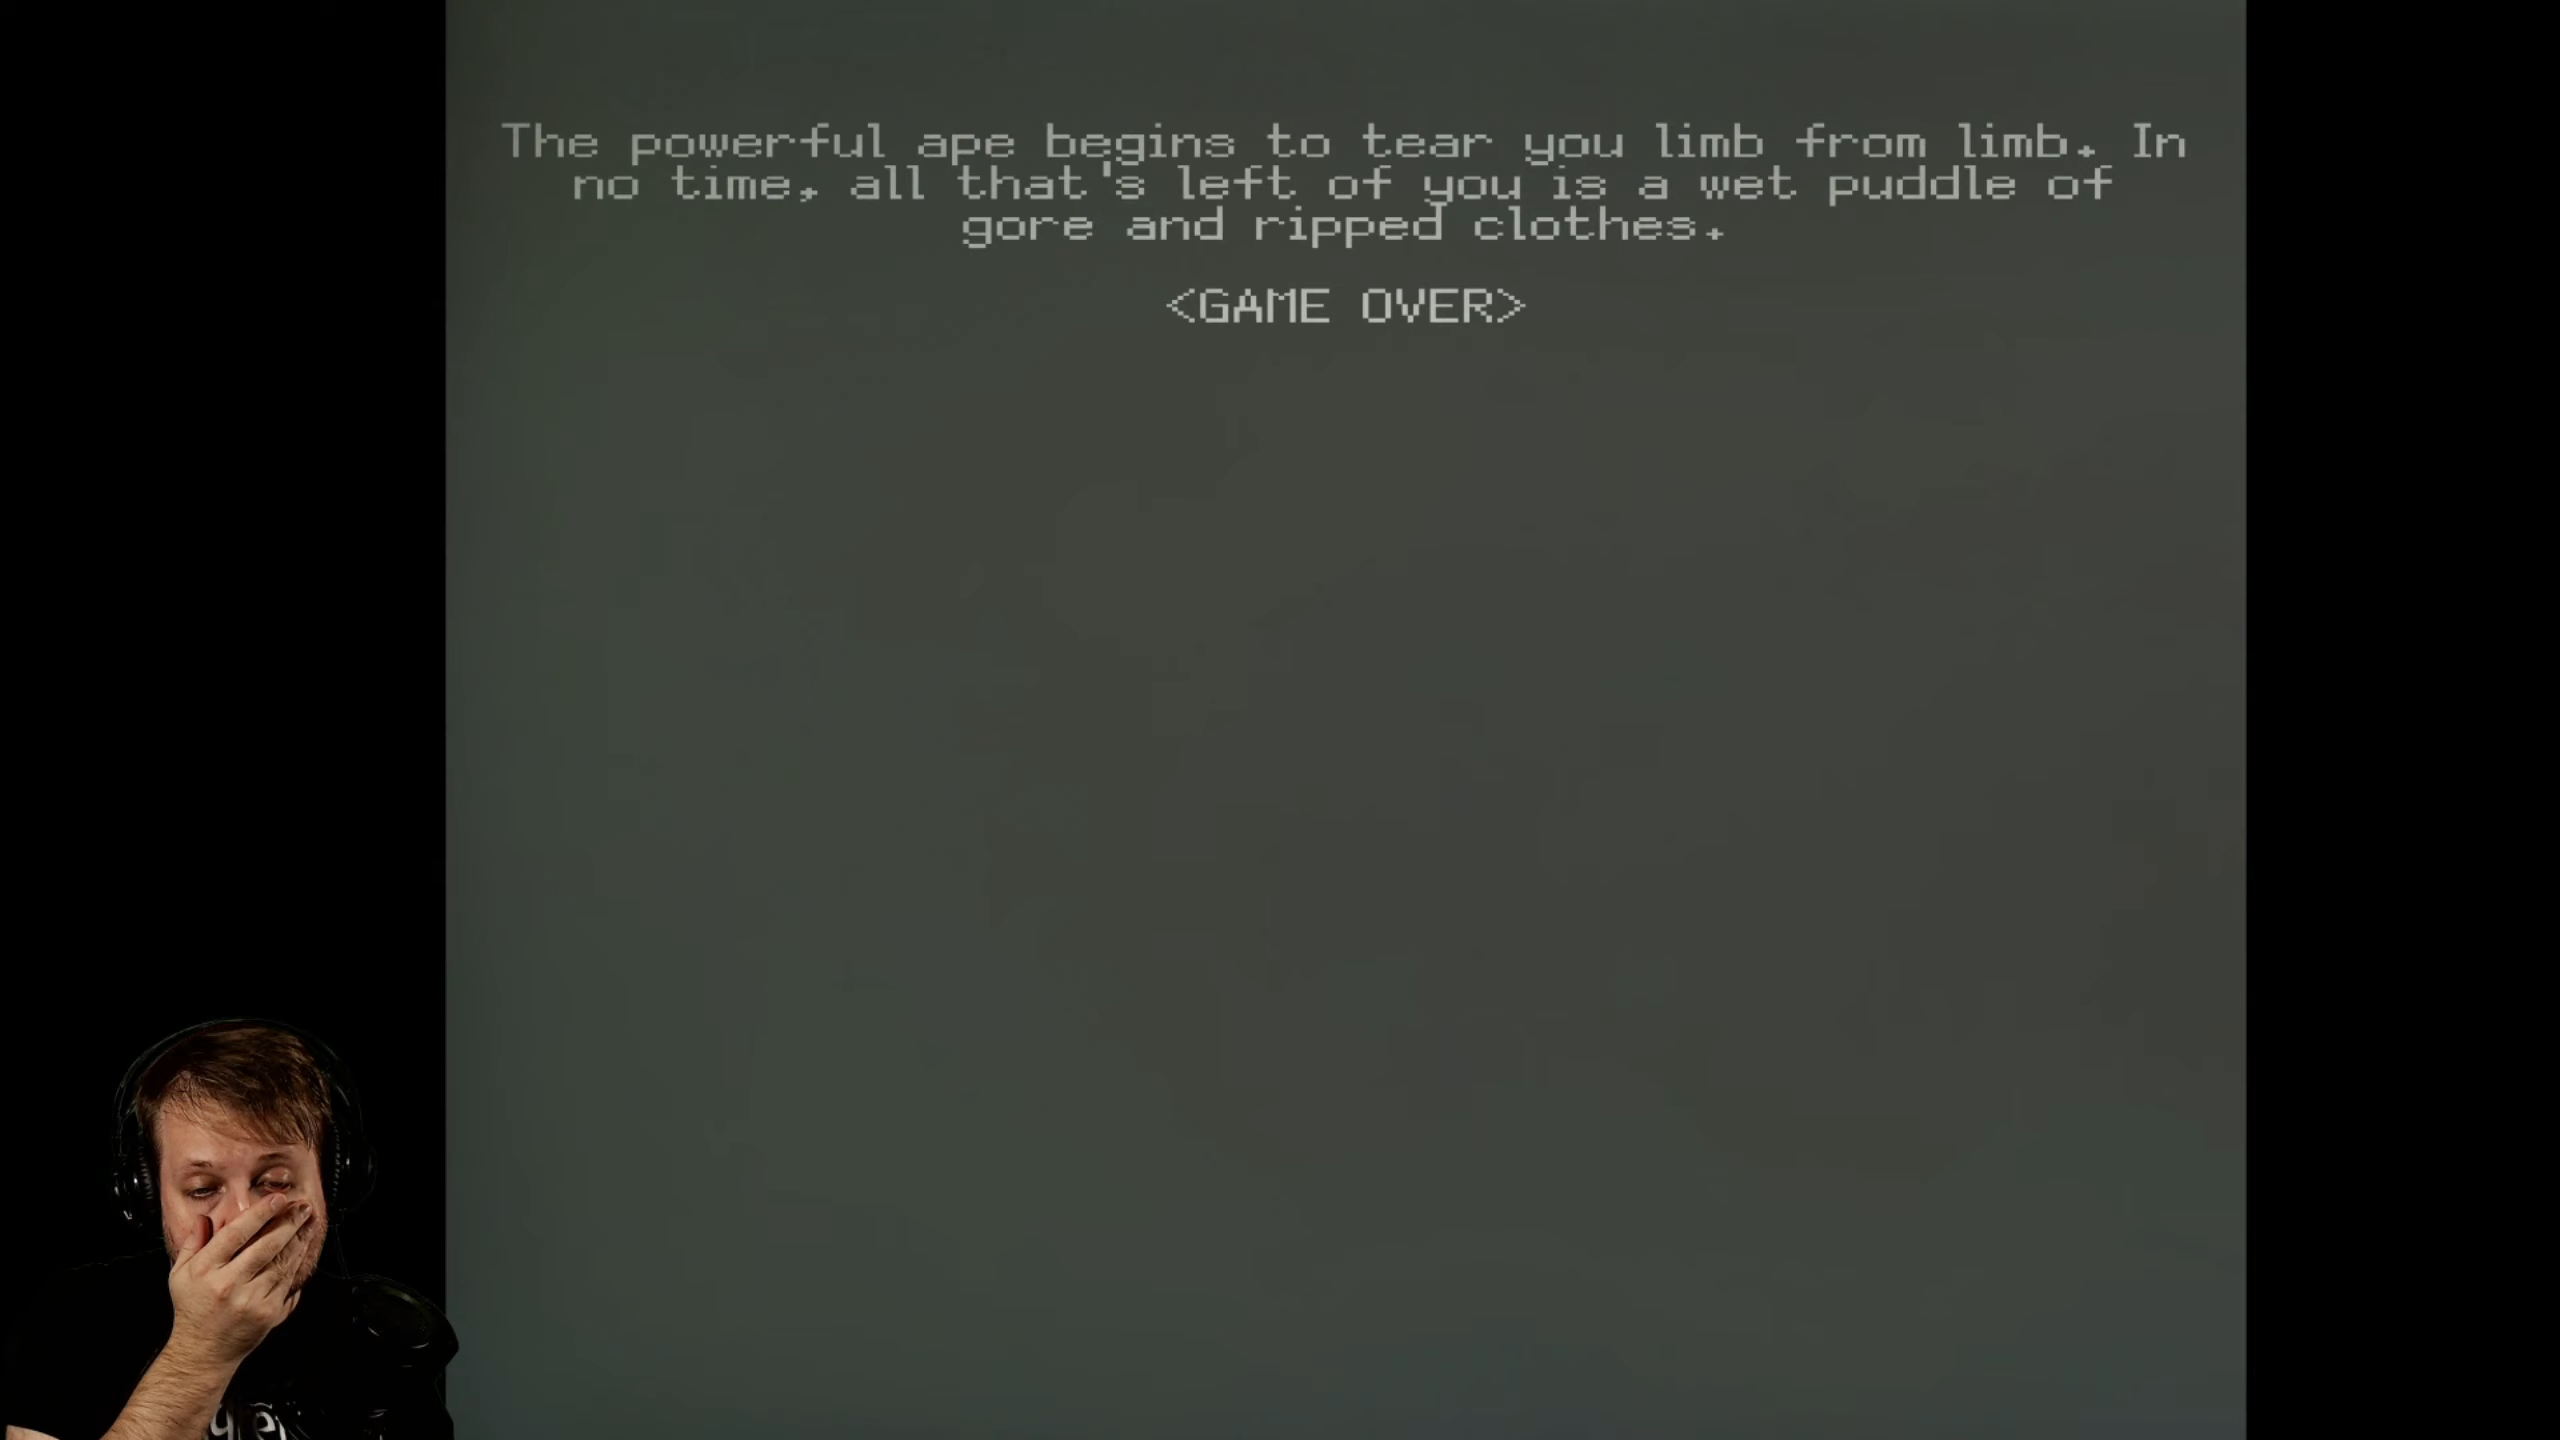 The powerful ape begins to tear you limb from limb. In
no time, all that's left of you is a wet puddle of
gore and ripped clothes.
<GAME OVER>